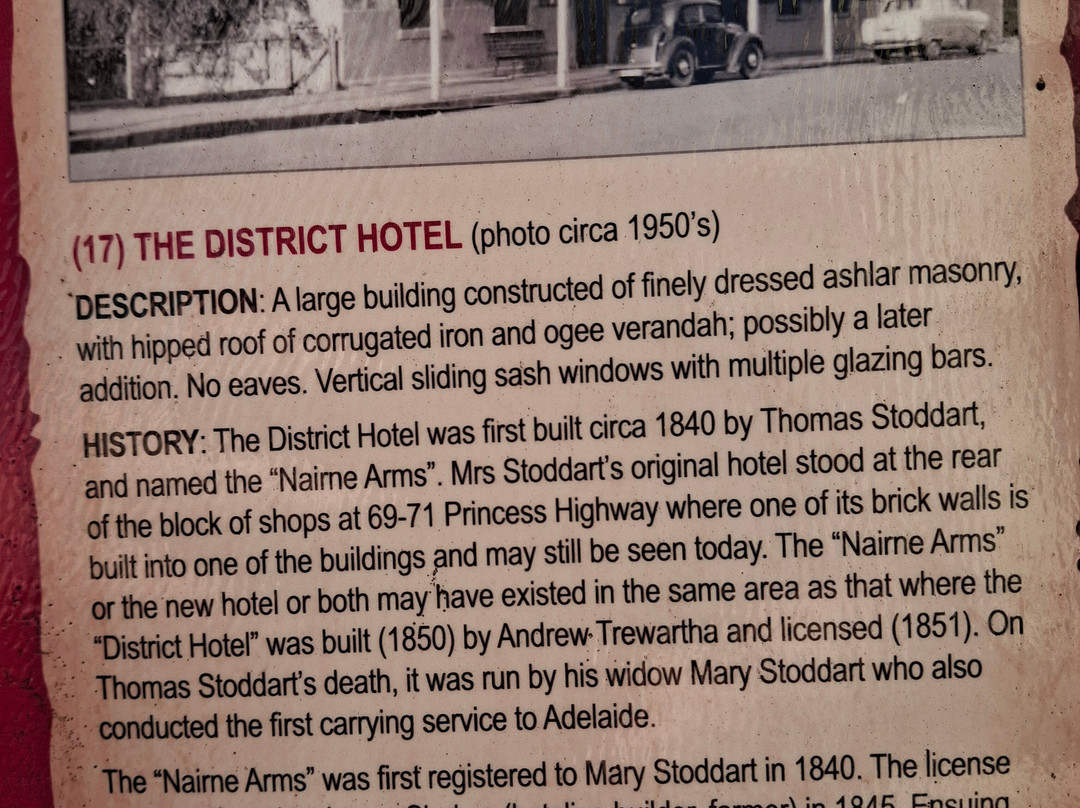 (17) THE DISTRICT HOTEL (photo circa 1950's)
DESCRIPTION: A large building constructed of finely dressed ashlar masonry,
with hipped roof of corrugated iron and ogee verandah; possibly a later
addition. No eaves. Vertical sliding sash windows with multiple glazing bars.
HISTORY: The District Hotel was first built circa 1840 by Thomas Stoddart,
and named the “Nairne Arms”. Mrs Stoddart's original hotel stood at the rear
of the block of shops at 69-71 Princess Highway where one of its brick walls is
built into one of the buildings and may still be seen today. The “Nairne Arms”
or the new hotel or both may have existed in the same area as that where the
“District Hotel” was built (1850) by Andrew Trewartha and licensed (1851). On
Thomas Stoddart's death, it was run by his widow Mary Stoddart who also
conducted the first carrying service to Adelaide.
The “Nairne Arms” was first registered to Mary Stoddart in 1840. The license
builder, farmer) in 1845. Ensuing